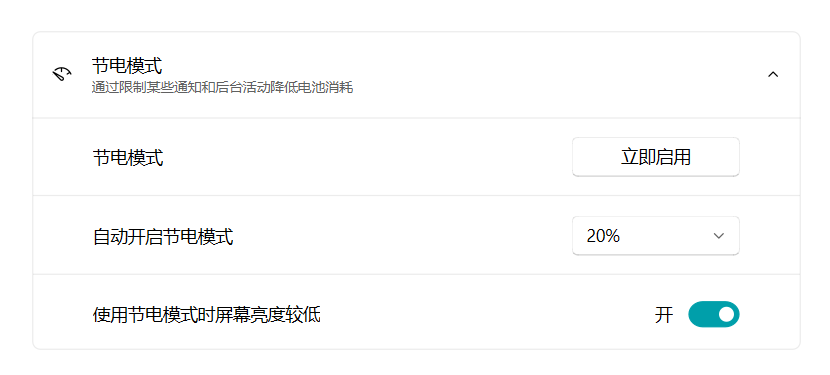 节电模式
通过限制某些通知和后台活动降低电池消耗
节电模式
立即启用
自动开启节电模式
20%
使用节电模式时屏幕亮度较低
开